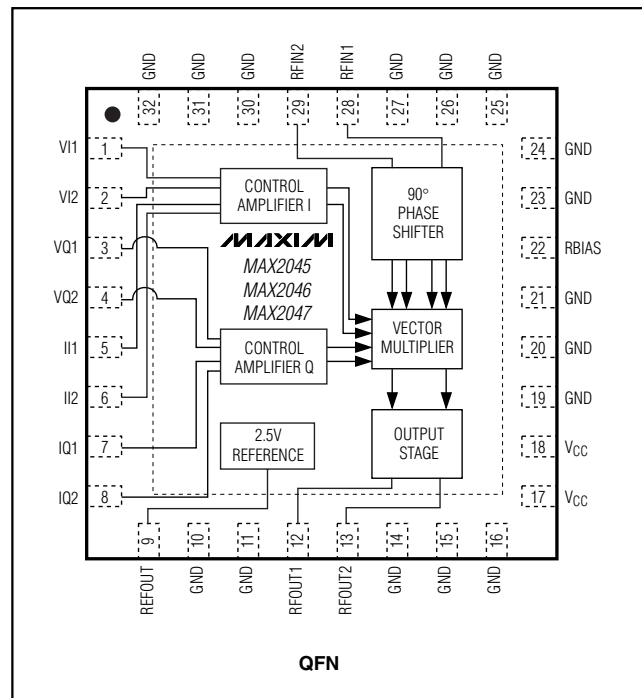 GND
GND
GND
RFIN2
RFIN1
GND
GND
GND
32
31
30
29
28
27
26
25
VI1
1
VI2
2
VQ1
3
VQ2
4
II1
5
II2
6
IQ1
7
IQ2
8
CONTROL
AMPLIFIER I
90°
PHASE
SHIFTER
MAXIM
MAX2045
MAX2046
MAX2047
VECTOR
MULTIPLIER
CONTROL
AMPLIFIER Q
2.5V
REFERENCE
OUTPUT
STAGE
24
GND
23
GND
22
RBIAS
21
GND
20
GND
19
GND
18
VCC
17
VCC
9
10
11
12
13
14
15
16
REFOUT
GND
GND
RFOUT1
RFOUT2
GND
GND
GND
QFN